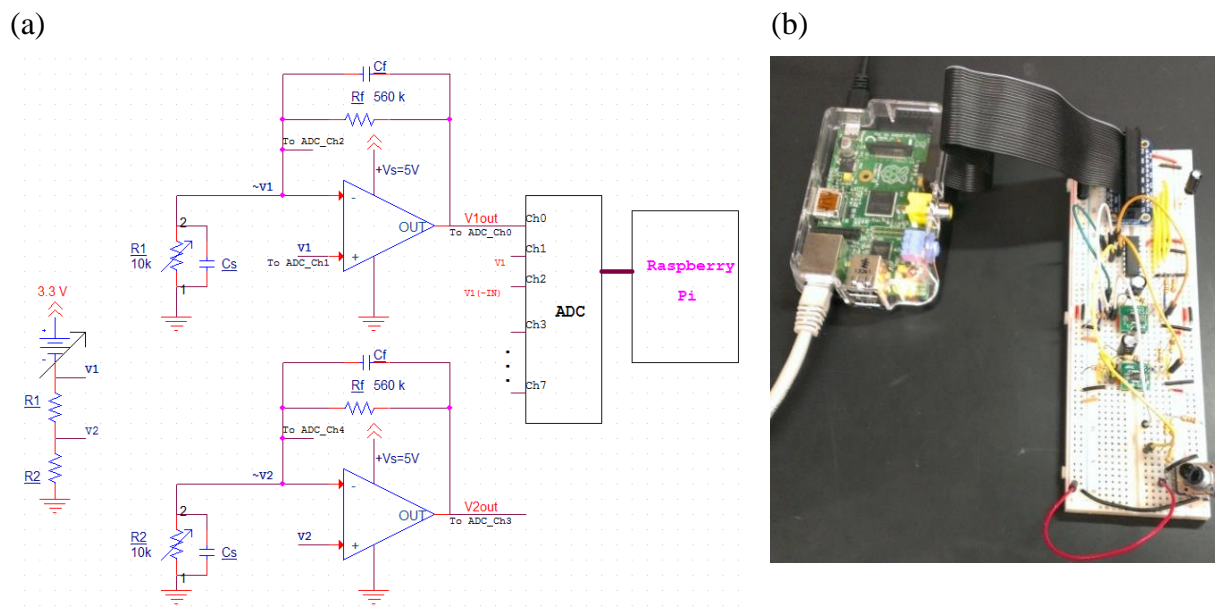 (a)
(b)
Cf
Rf 560 k
To ADC_Ch2
+Vs=5V
~v1
-
2
OUT
V1out
To ADC_Ch0
Ch0
R1
10k
Cs
v1
+
To ADC_Ch1
Ch1
V1
Ch2
V1(-IN)
1
ADC
Raspberry
Pi
3.3 V
+
-
Ch3
Ch7
v1
R1
v2
R2
Cf
Rf 560 k
To ADC_Ch4
+Vs=5V
~v2
-
2
OUT
V2out
To ADC_Ch3
R2
10k
Cs
v2
+
1